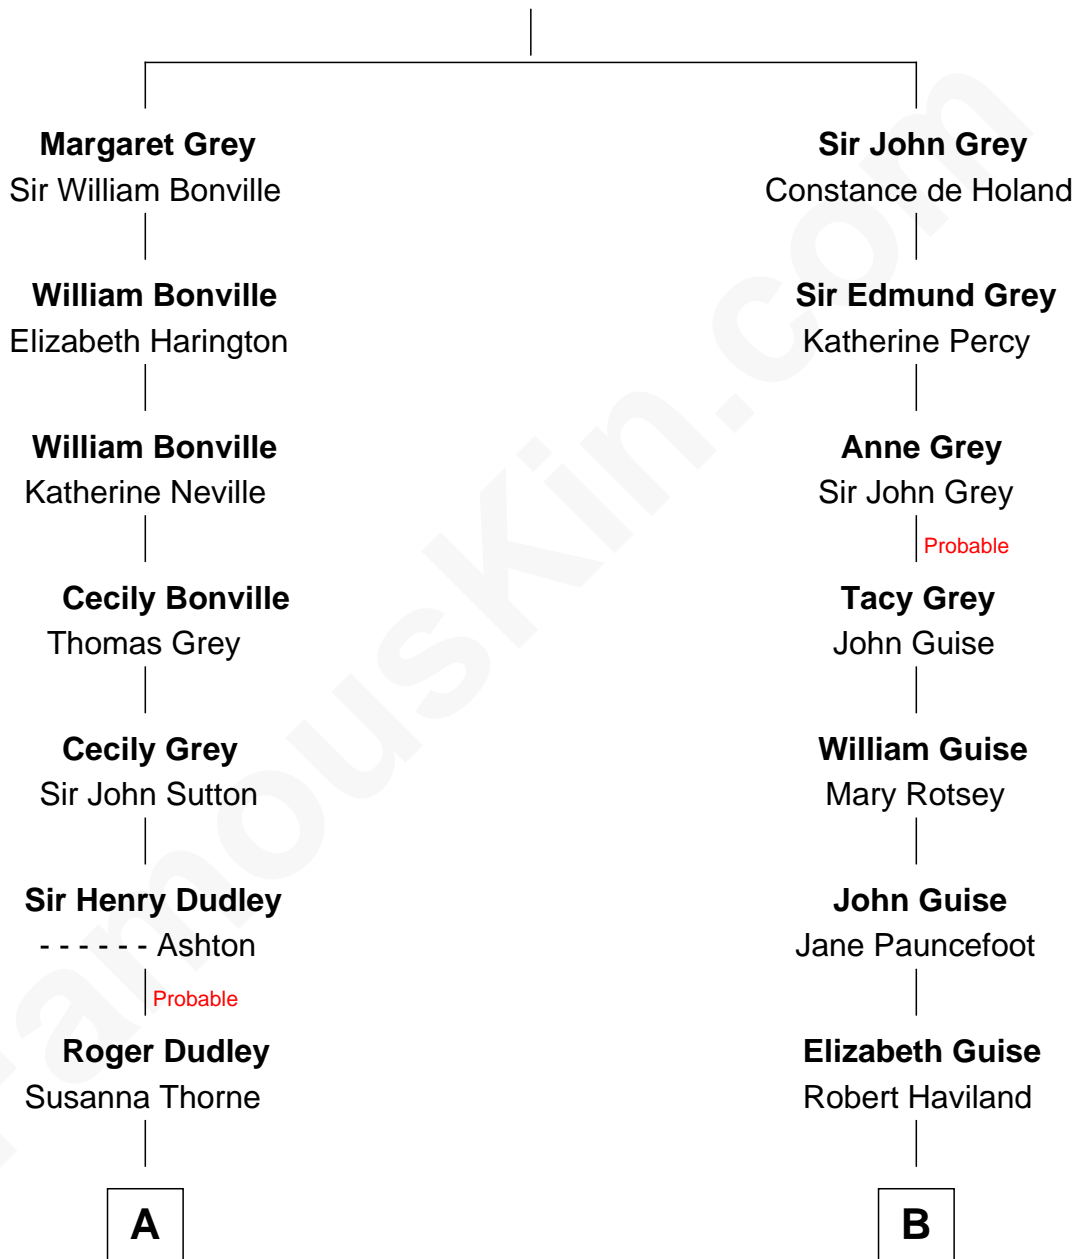 Margaret Grey
Sir William Bonville
Sir John Grey
Constance de Holand
William Bonville
Elizabeth Harington
Sir Edmund Grey
Katherine Percy
William Bonville
Katherine Neville
Anne Grey
Sir John Grey
Probable
Cecily Bonville
Thomas Grey
Tacy Grey
John Guise
Cecily Grey
Sir John Sutton
William Guise
Mary Rotsey
Sir Henry Dudley
- - - - - - Ashton
Probable
John Guise
Jane Pauncefoot
Roger Dudley
Susanna Thorne
Elizabeth Guise
Robert Haviland
A
B
FamousKin.com